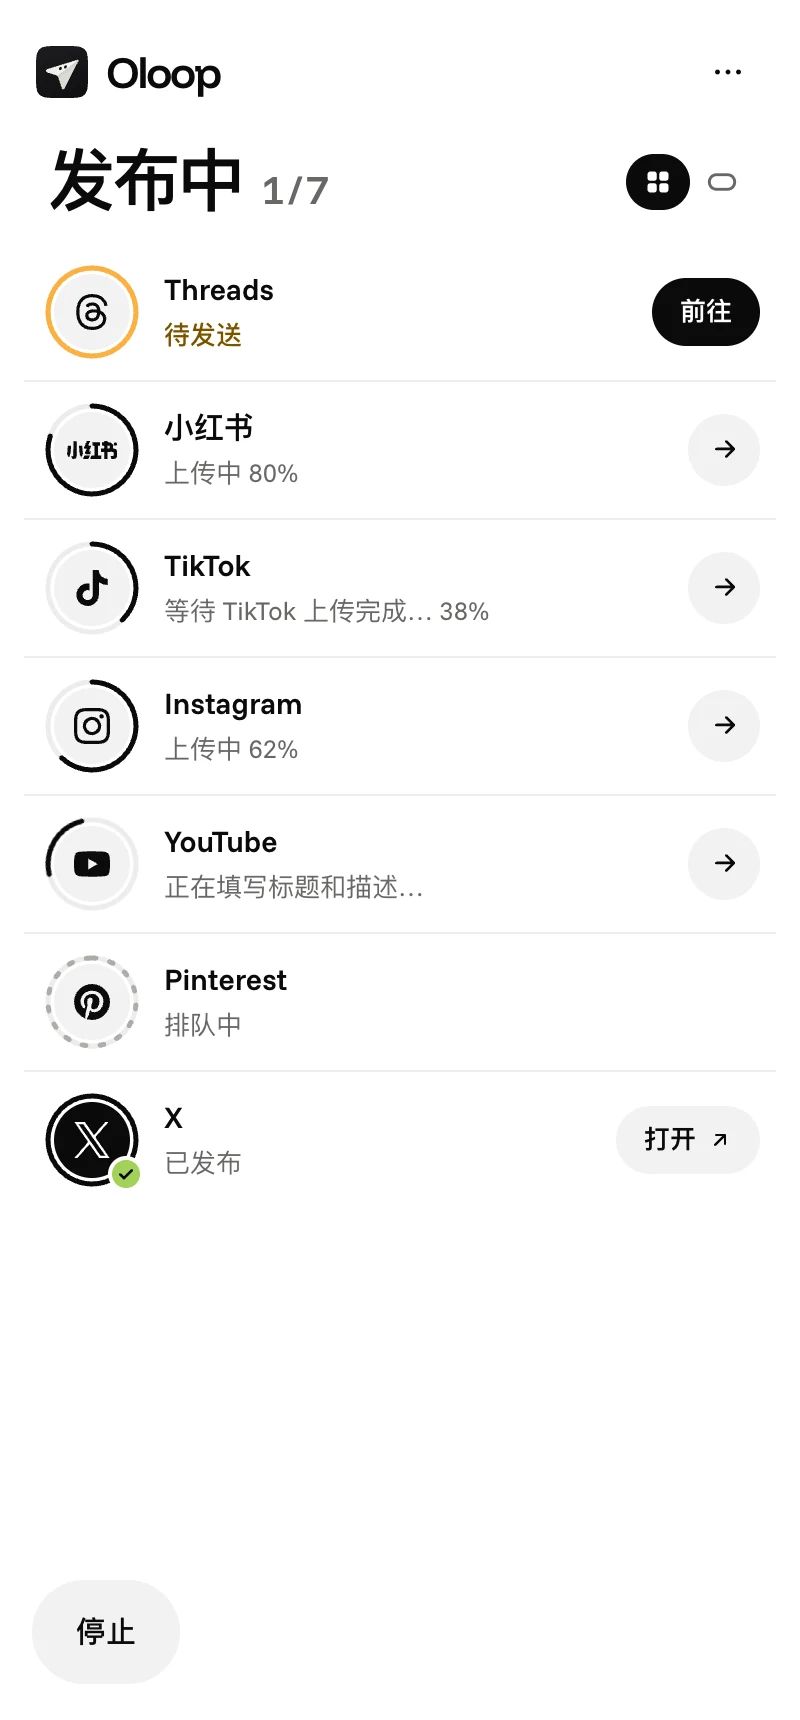 Oloop
发布中 1/7
Threads
待发送
前往
小红书
小红书
上传中 80%
TikTok
等待 TikTok 上传完成... 38%
Instagram
上传中 62%
YouTube
正在填写标题和描述...
Pinterest
排队中
X
已发布
打开
停止